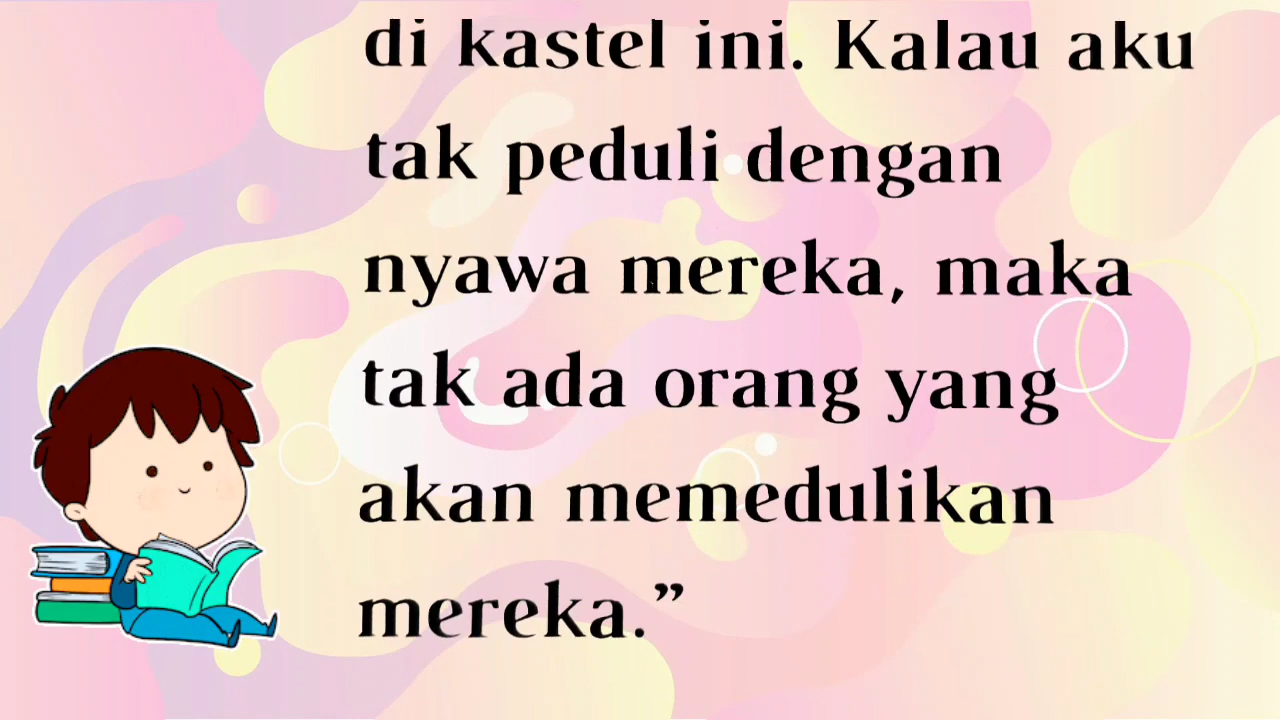 di kastel ini. Kalau aku
tak peduli dengan
nyawa mereka, maka
tak ada orang yang
akan memedulikan
mereka.”